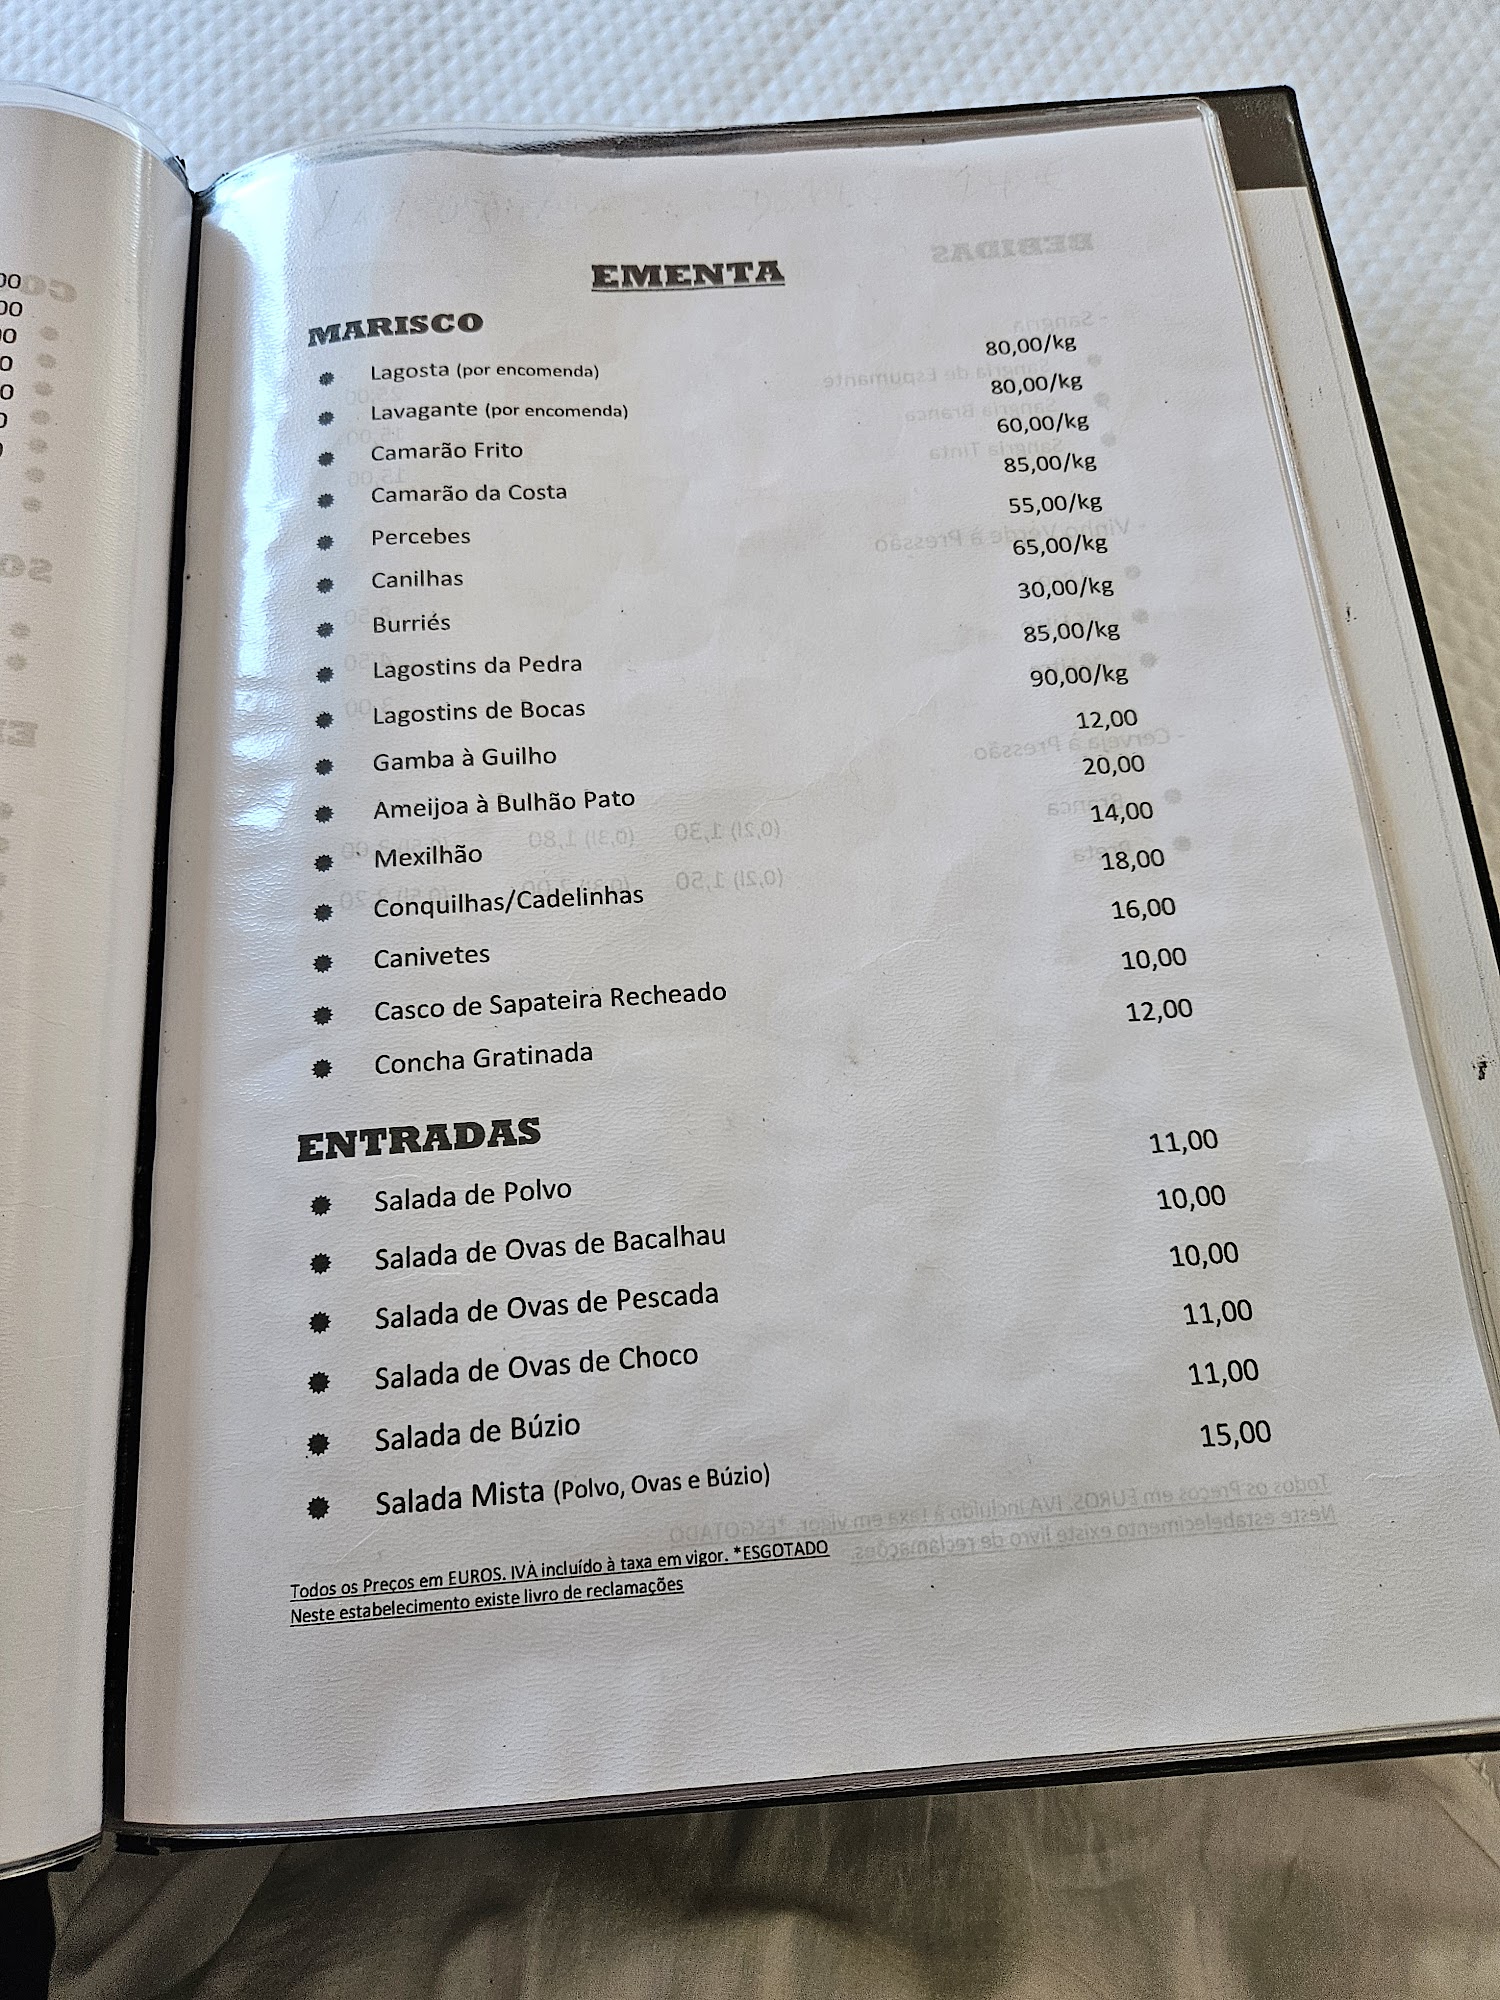 EMENTA
MARISCO
Lagosta (por encomenda) 80,00/kg
Lavagante (por encomenda) 80,00/kg
Camarão Frito 60,00/kg
Camarão da Costa 85,00/kg
Percebes 55,00/kg
Canilhas 65,00/kg
Burriés 30,00/kg
Lagostins da Pedra 85,00/kg
Lagostins de Bocas 90,00/kg
Gamba à Guilho 12,00
Ameijoa à Bulhão Pato 20,00
Mexilhão 14,00
Conquilhas/Cadelinhas 18,00
Canivetes 16,00
Casco de Sapateira Recheado 10,00
Concha Gratinada 12,00
ENTRADAS
Salada de Polvo 11,00
Salada de Ovas de Bacalhau 10,00
Salada de Ovas de Pescada 10,00
Salada de Ovas de Choco 11,00
Salada de Búzio 11,00
Salada Mista (Polvo, Ovas e Búzio) 15,00
Todos os Preços em EUROS. IVA incluído à taxa em vigor. *ESGOTADO
Neste estabelecimento existe livro de reclamações